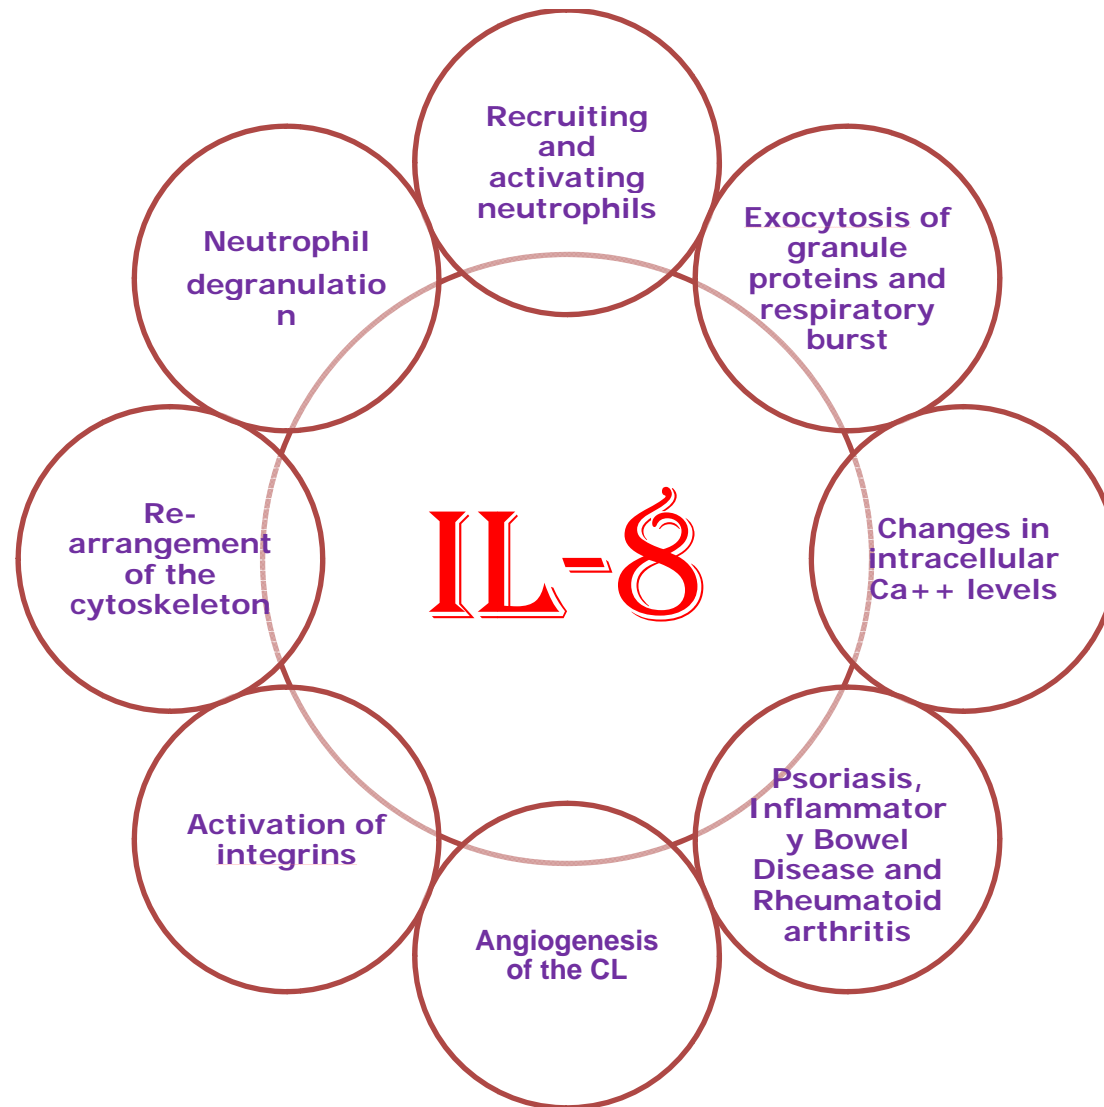 Recruiting
and
activating
neutrophils
Exocytosis of
granule
proteins and
respiratory
burst
Changes in
intracellular
Ca++ levels
Psoriasis,
Inflammator
y Bowel
Disease and
Rheumatoid
arthritis
Angiogenesis
of the CL
Activation of
integrins
Re-
arrangement
of the
cytoskeleton
Neutrophil
degranulatio
n
IL-8